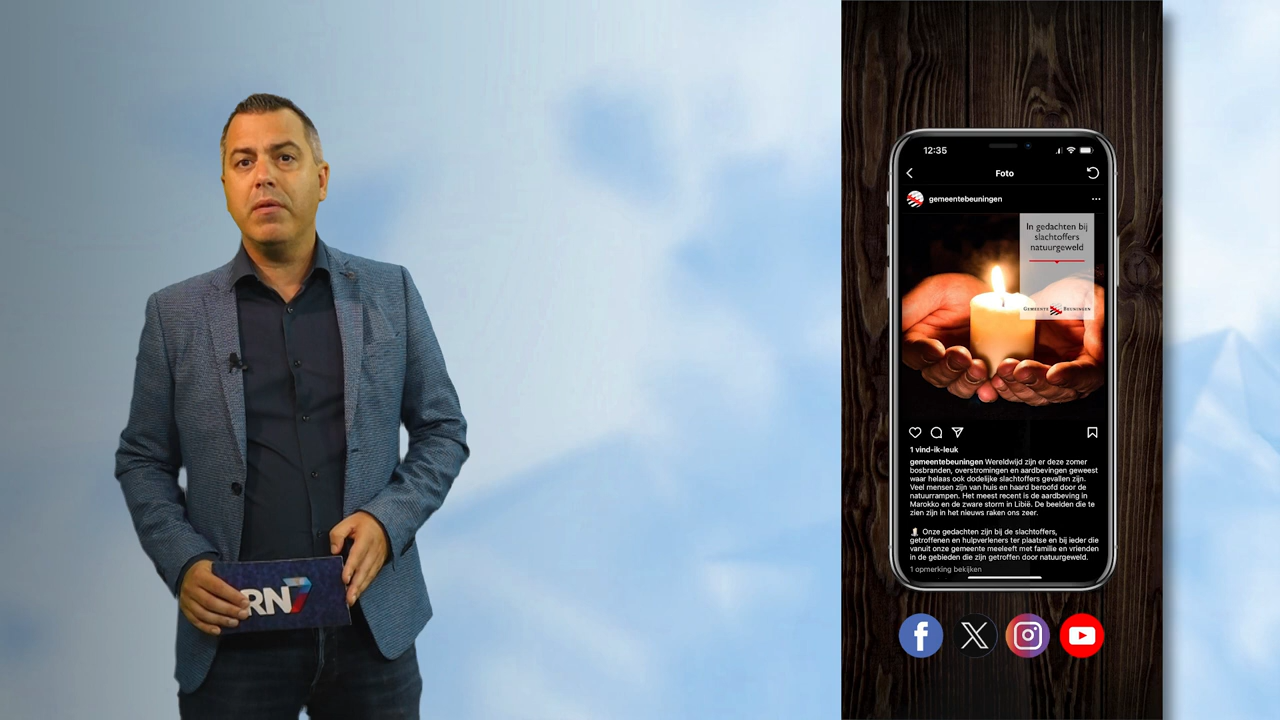 RN7
12:35
Foto
gemeentebeuningen
In gedachten bij
slachtoffers
natuurgeweld
GEMEENTE BEUNINGEN
1 vind-ik-leuk
gemeentebeuningen Wereldwijd zijn er deze zomer
bosbranden, overstromingen en aardbevingen geweest
waar helaas ook dodelijke slachtoffers gevallen zijn.
Veel mensen zijn van huis en haard beroofd door de
natuurrampen. Het meest recent is de aardbeving in
Marokko en de zware storm in Libië. De beelden die te
zien zijn in het nieuws raken ons zeer.
Onze gedachten zijn bij de slachtoffers,
getroffenen en hulpverleners ter plaatse en bij ieder die
vanuit onze gemeente meeleeft met familie en vrienden
in de gebieden die zijn getroffen door natuurgeweld.
1 opmerking bekijken